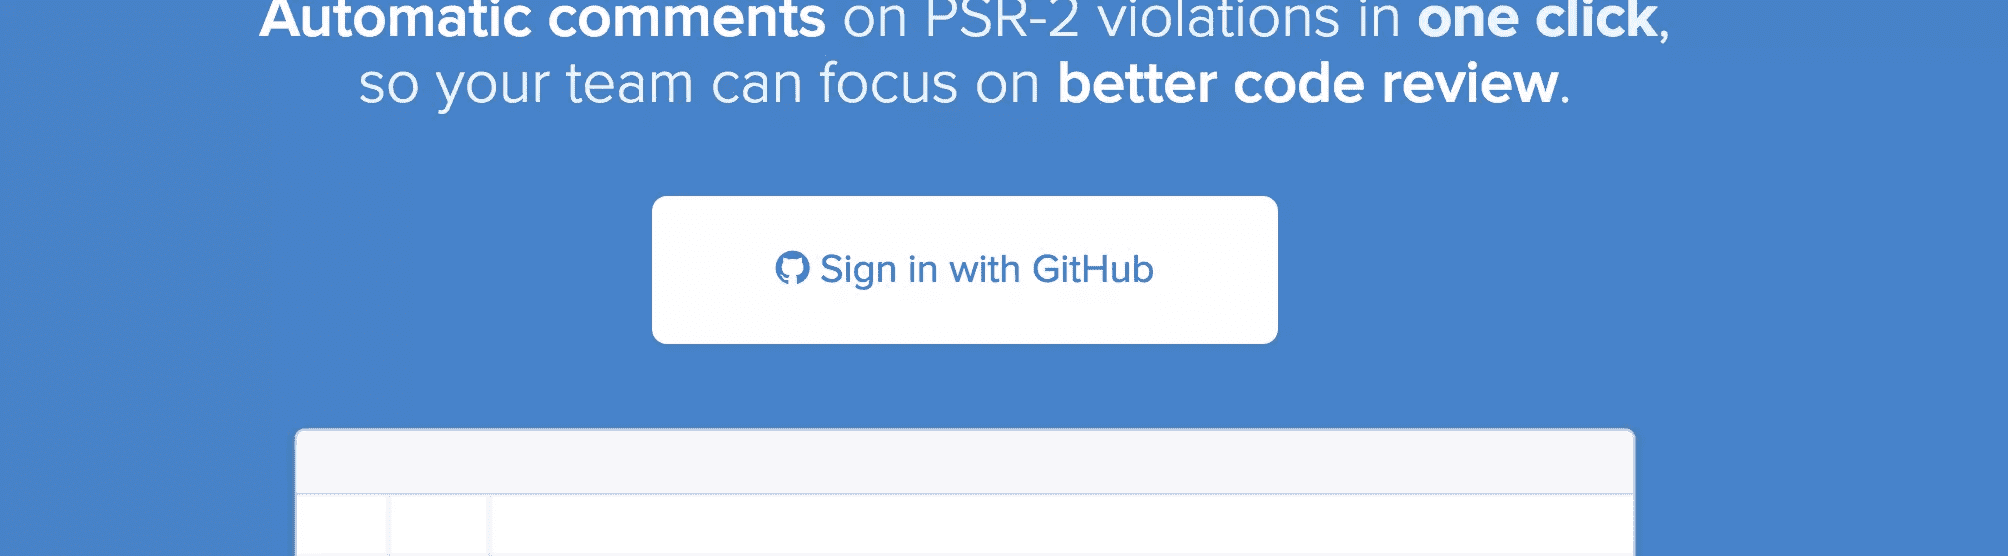 Automatic comments on PSR-2 violations in one click,
so your team can focus on better code review.
Sign in with GitHub